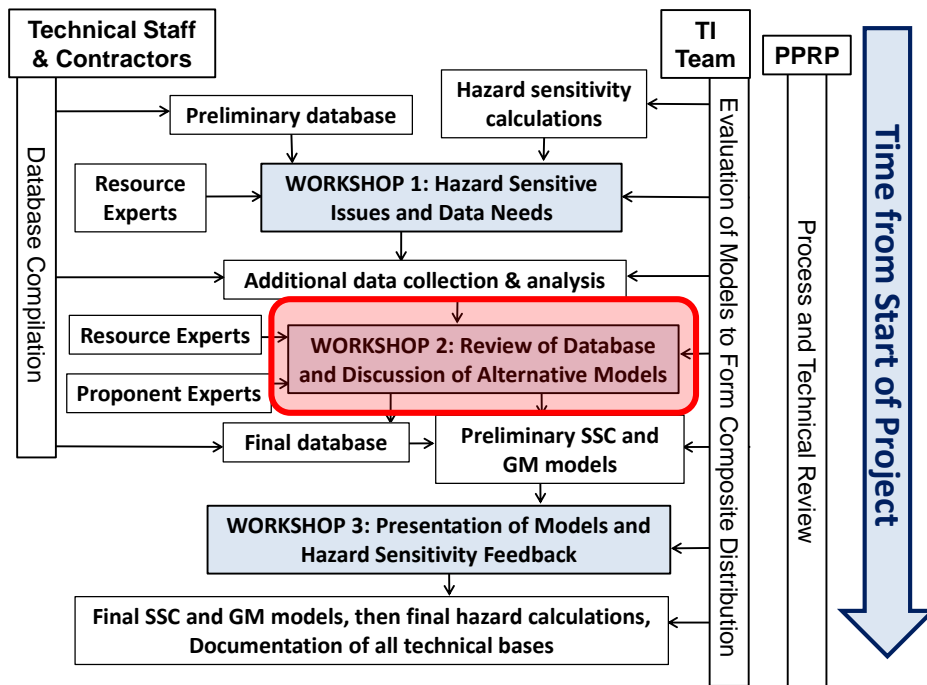 Technical Staff
& Contractors
TI
Team
PPRP
Preliminary database
Hazard sensitivity
calculations
Resource
Experts
WORKSHOP 1: Hazard Sensitive
Issues and Data Needs
Additional data collection & analysis
Resource Experts
WORKSHOP 2: Review of Database
and Discussion of Alternative Models
Proponent Experts
Final database
Preliminary SSC and
GM models
WORKSHOP 3: Presentation of Models and
Hazard Sensitivity Feedback
Final SSC and GM models, then final hazard calculations,
Documentation of all technical bases
Database Compilation
Evaluation of Models to Form Composite Distribution
Process and Technical Review
Time from Start of Project